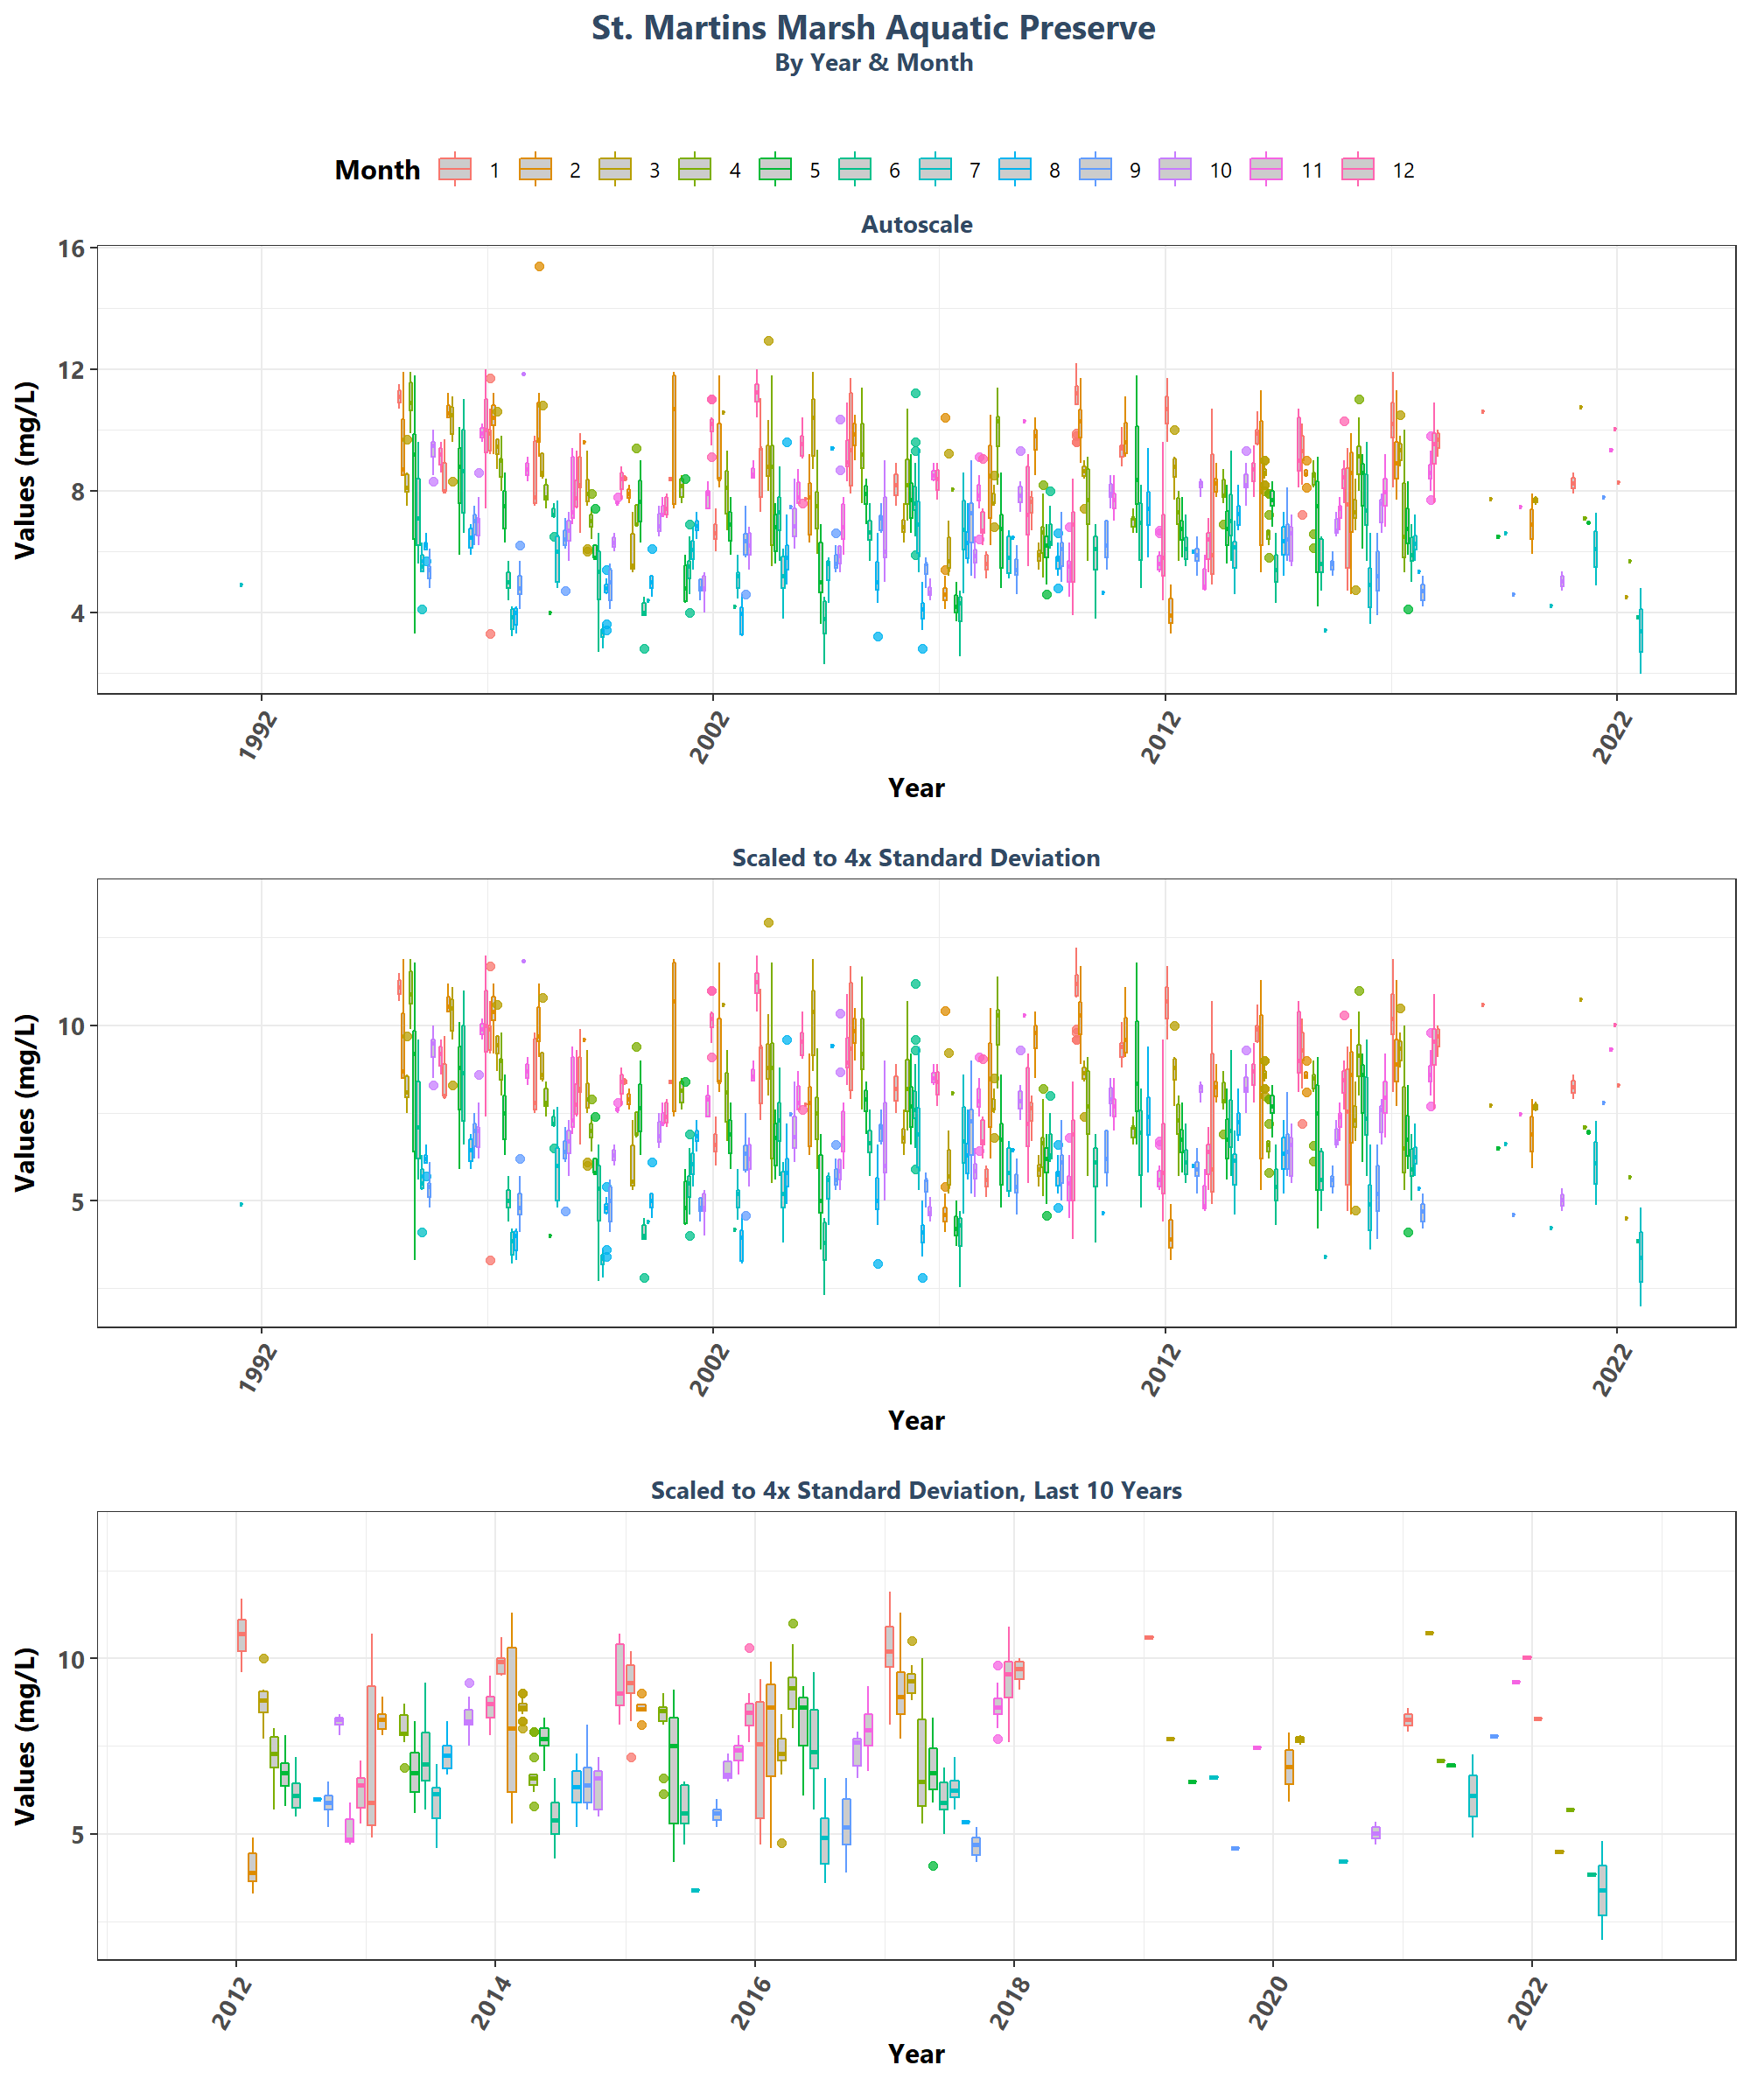 St. Martins Marsh Aquatic Preserve
By Year & Month
Month 1 2 3 4 5 6 7 8 9 10 11 12
Autoscale
16
12
8
4
Values (mg/L)
1992 2002 2012 2022
Year
Scaled to 4x Standard Deviation
10
5
Values (mg/L)
1992 2002 2012 2022
Year
Scaled to 4x Standard Deviation, Last 10 Years
10
5
Values (mg/L)
2012 2014 2016 2018 2020 2022
Year